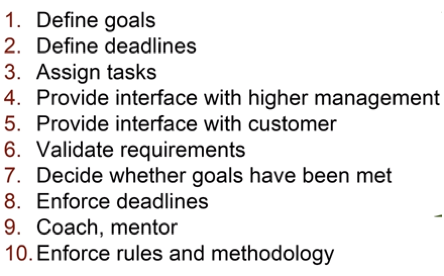 1. Define goals
2. Define deadlines
3. Assign tasks
4. Provide interface with higher management
5. Provide interface with customer
6. Validate requirements
7. Decide whether goals have been met
8. Enforce deadlines
9. Coach, mentor
10. Enforce rules and methodology